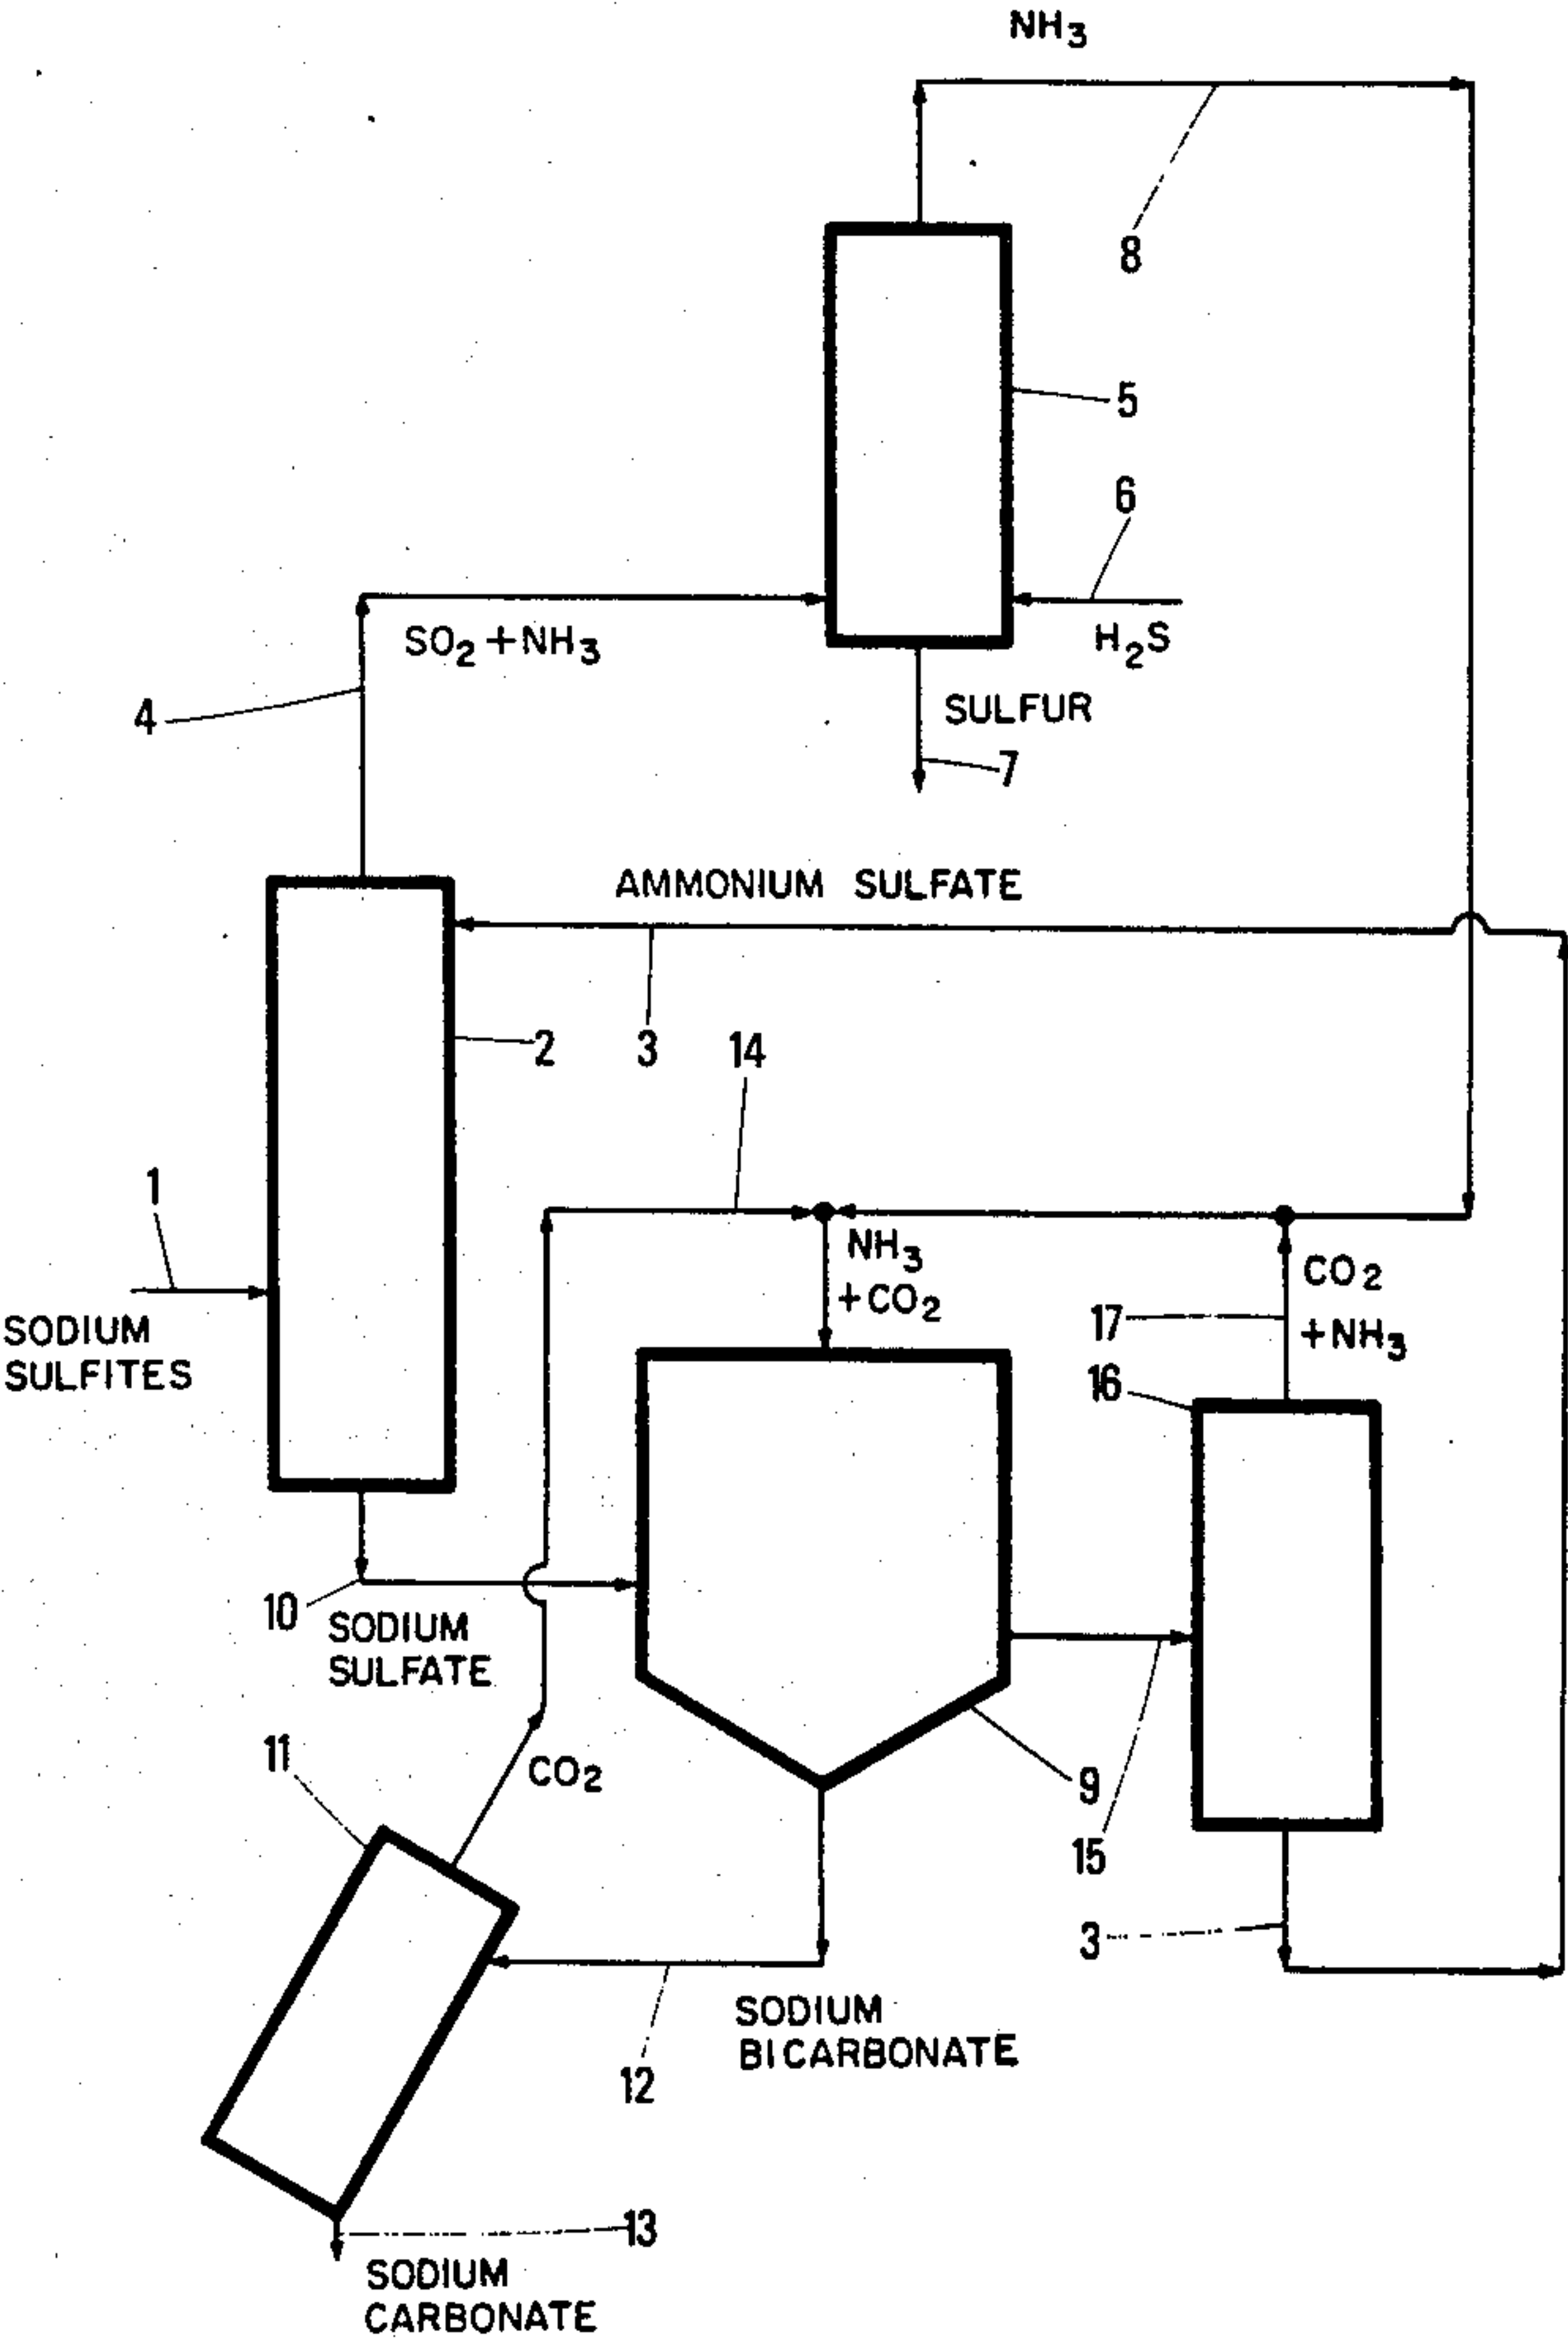 NH3
8
5
6
SO2+NH3
H2S
4
SULFUR
7
AMMONIUM SULFATE
2
3
14
1
NH3
+CO2
CO2
+NH3
17
SODIUM
SULFITES
16
10
SODIUM
SULFATE
11
CO2
9
15
3
12
SODIUM
BICARBONATE
13
SODIUM
CARBONATE